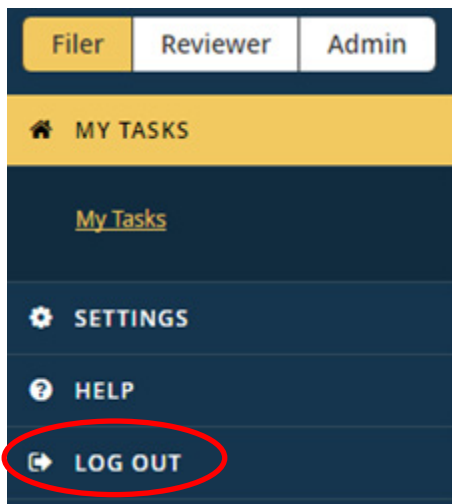 Filer Reviewer Admin
MY TASKS
My Tasks
SETTINGS
HELP
LOG OUT